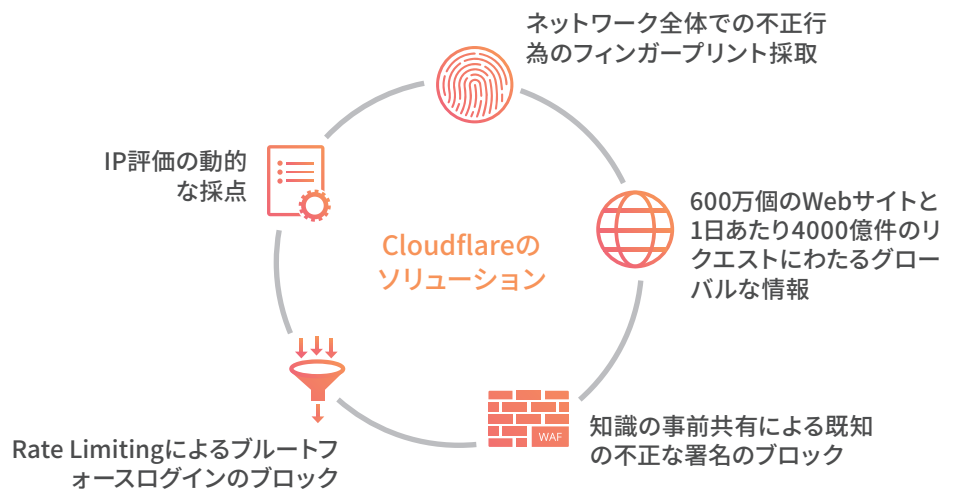 ネットワーク全体での不正行
為のフィンガープリント採取
IP評価の動的
な採点
600万個のWebサイトと
1日あたり4000億件のリ
クエストにわたるグロー
バルな情報
Cloudflareの
ソリューション
WAF
知識の事前共有による既知
の不正な署名のブロック
Rate Limitingによるブルートフ
ォースログインのブロック